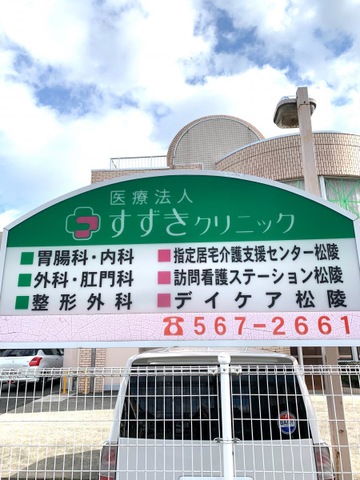 医療法人
すずきクリニック
■胃腸科・内科 ■指定居宅介護支援センター松陵
■外科・肛門科 ■訪問看護ステーション松陵
■整形外科 ■デイケア松陵
☎567-2661